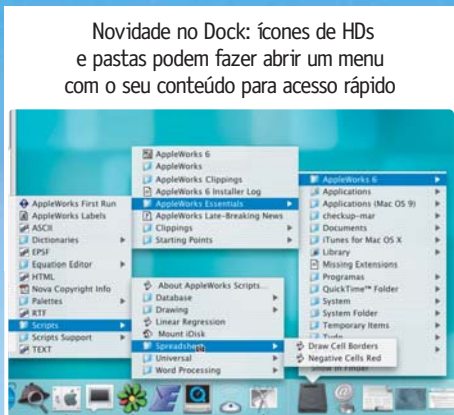 Novidade no Dock: ícones de HDs
e pastas podem fazer abrir um menu
com o seu conteúdo para acesso rápido
AppleWorks 6
AppleWorks
AppleWorks Clippings
AppleWorks 6 Installer Log
AppleWorks Essentials
AppleWorks Late-Breaking News
Clippings
Starting Points
AppleWorks 6
Applications
Applications (Mac OS 9)
checkup-mar
Documents
iTunes for Mac OS X
Library
Missing Extensions
Programas
QuickTime™ Folder
System
System Folder
Temporary Items
Tudo
Show In Finder
AppleWorks First Run
AppleWorks Labels
ASCII
Dictionaries
EPSF
Equation Editor
HTML
Nova Copyright Info
Palettes
RTF
Scripts
Scripts Support
TEXT
About AppleWorks Scripts...
Database
Drawing
Linear Regression
Mount iDisk
Spreadsheet
Universal
Word Processing
Draw Cell Borders
Negative Cells Red